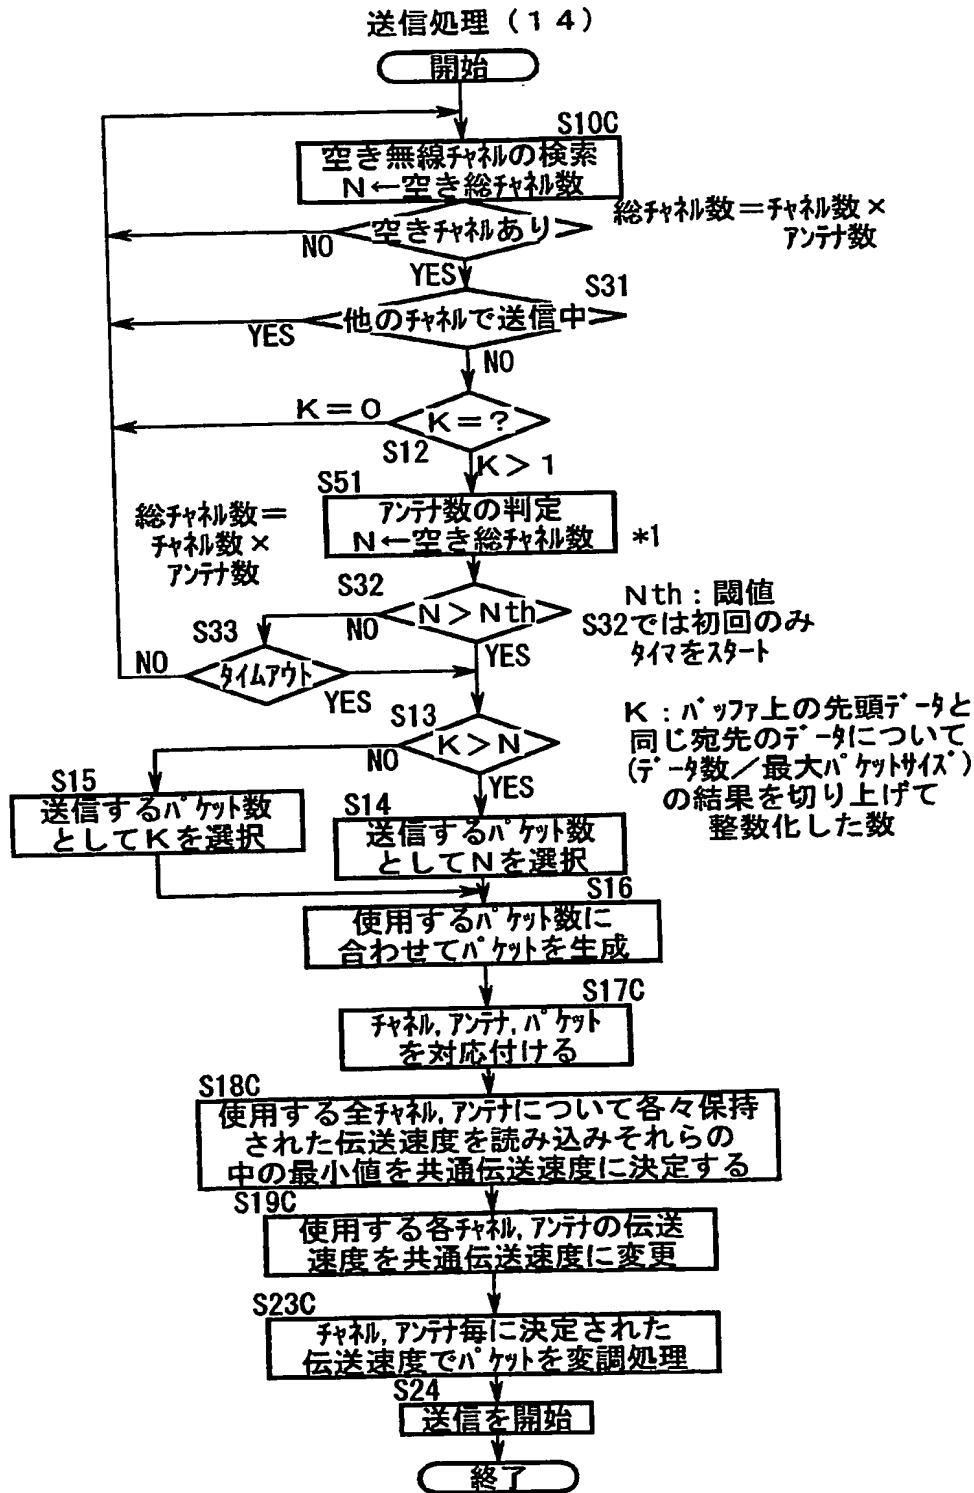 送信処理（１４）
開始
S10C
空き無線ﾁｬﾈﾙの検索
Ｎ←空き総ﾁｬﾈﾙ数
総ﾁｬﾈﾙ数＝ﾁｬﾈﾙ数×
ｱﾝﾃﾅ数
空きﾁｬﾈﾙあり
NO
YES
S31
他のﾁｬﾈﾙで送信中
YES
NO
Ｋ＝０
Ｋ＝？
S12
Ｋ＞１
S51
ｱﾝﾃﾅ数の判定
Ｎ←空き総ﾁｬﾈﾙ数
*1
総ﾁｬﾈﾙ数＝
ﾁｬﾈﾙ数×
ｱﾝﾃﾅ数
S32
Ｎ＞Ｎth
NO
YES
Ｎth：閾値
S32では初回のみ
ﾀｲﾏをｽﾀｰﾄ
S33
ﾀｲﾑｱｳﾄ
NO
YES
S13
Ｋ＞Ｎ
NO
YES
Ｋ：ﾊﾞｯﾌｧ上の先頭ﾃﾞｰﾀと
同じ宛先のﾃﾞｰﾀについて
(ﾃﾞｰﾀ数／最大ﾊﾟｹｯﾄｻｲｽﾞ)
の結果を切り上げて
整数化した数
S15
送信するﾊﾟｹｯﾄ数
としてＫを選択
S14
送信するﾊﾟｹｯﾄ数
としてＮを選択
S16
使用するﾊﾟｹｯﾄ数に
合わせてﾊﾟｹｯﾄを生成
S17C
ﾁｬﾈﾙ,ｱﾝﾃﾅ,ﾊﾟｹｯﾄ
を対応付ける
S18C
使用する全ﾁｬﾈﾙ,ｱﾝﾃﾅについて各々保持
された伝送速度を読み込みそれらの
中の最小値を共通伝送速度に決定する
S19C
使用する各ﾁｬﾈﾙ,ｱﾝﾃﾅの伝送
速度を共通伝送速度に変更
S23C
ﾁｬﾈﾙ,ｱﾝﾃﾅ毎に決定された
伝送速度でﾊﾟｹｯﾄを変調処理
S24
送信を開始
終了